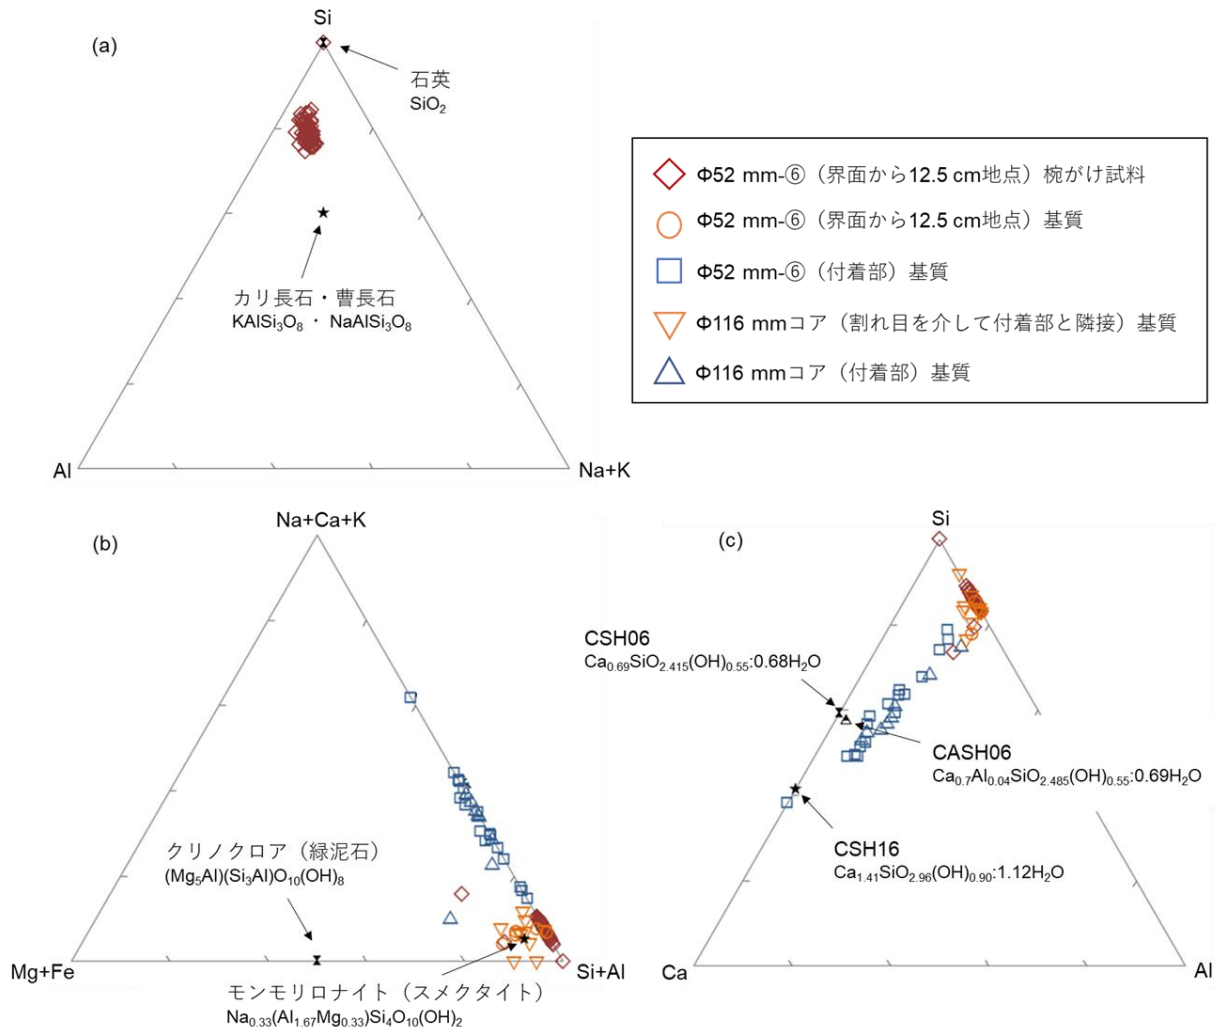 (a)
Si
石英
SiO2
カリ長石・曹長石
KAlSi3O8 ・ NaAlSi3O8
Al
Na+K
Φ52 mm-⑥（界面から12.5 cm地点）椀がけ試料
Φ52 mm-⑥（界面から12.5 cm地点）基質
Φ52 mm-⑥（付着部）基質
Φ116 mmコア（割れ目を介して付着部と隣接）基質
Φ116 mmコア（付着部）基質
(b)
Na+Ca+K
クリノクロア（緑泥石）
(Mg5Al)(Si3Al)O10(OH)8
Mg+Fe
Si+Al
モンモリロナイト（スメクタイト）
Na0.33(Al1.67Mg0.33)Si4O10(OH)2
(c)
Si
CSH06
Ca0.69SiO2.415(OH)0.55:0.68H2O
CASH06
Ca0.7Al0.04SiO2.485(OH)0.55:0.69H2O
CSH16
Ca1.41SiO2.96(OH)0.90:1.12H2O
Ca
Al